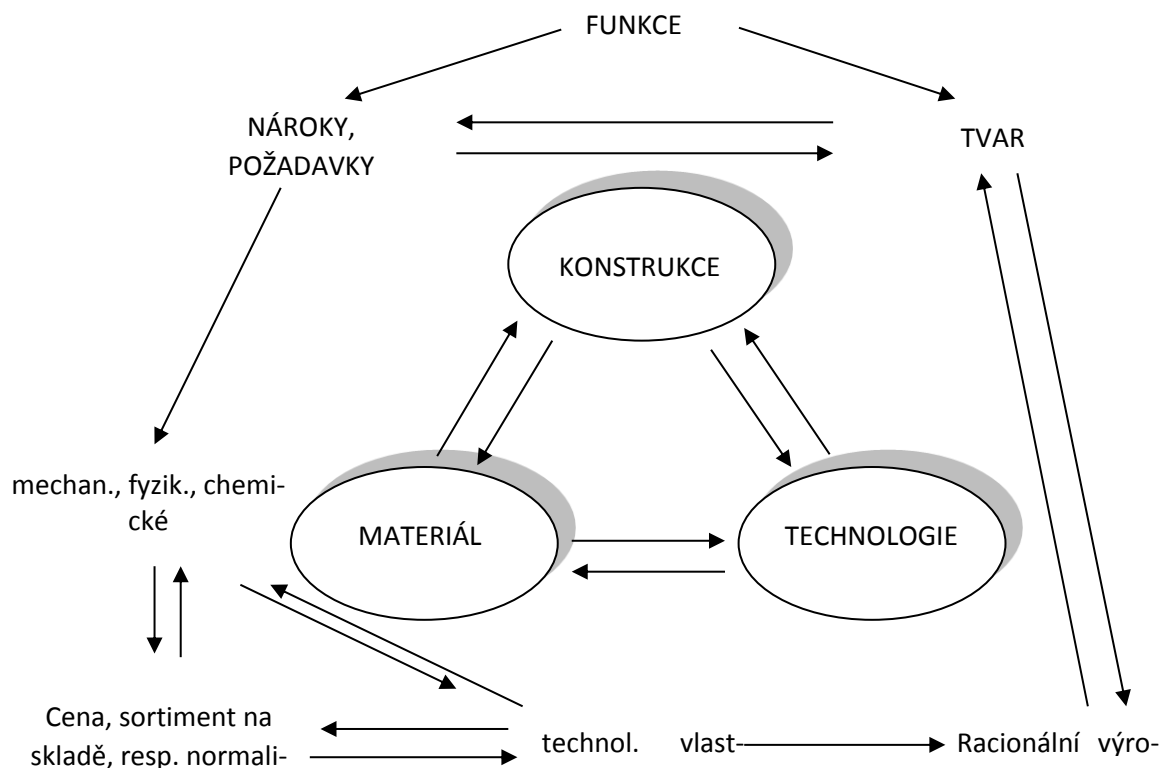 FUNKCE
NÁROKY,
POŽADAVKY
TVAR
KONSTRUKCE
mechan., fyzik., chemi-
cké
MATERIÁL
TECHNOLOGIE
Cena, sortiment na
skladě, resp. normali-
technol. vlast-
Racionální výro-